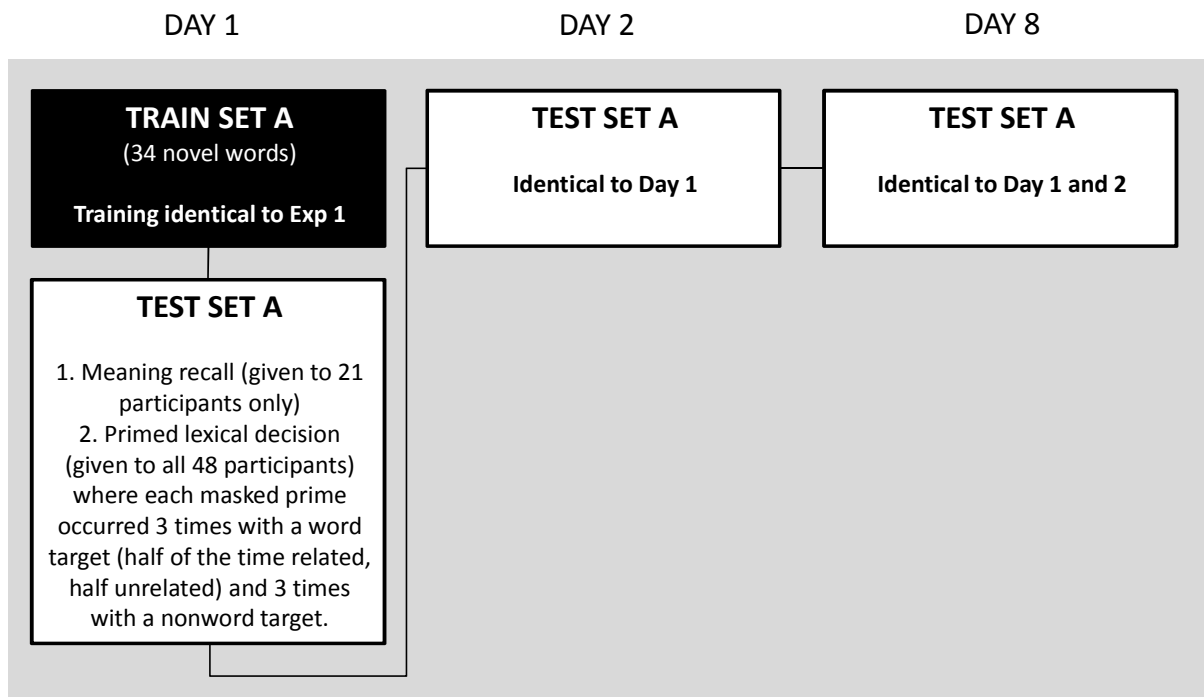 DAY 1
DAY 2
DAY 8
TRAIN SET A
(34 novel words)
Training identical to Exp 1
TEST SET A
1. Meaning recall (given to 21
participants only)
2. Primed lexical decision
(given to all 48 participants)
where each masked prime
occurred 3 times with a word
target (half of the time related,
half unrelated) and 3 times
with a nonword target.
TEST SET A
Identical to Day 1
TEST SET A
Identical to Day 1 and 2